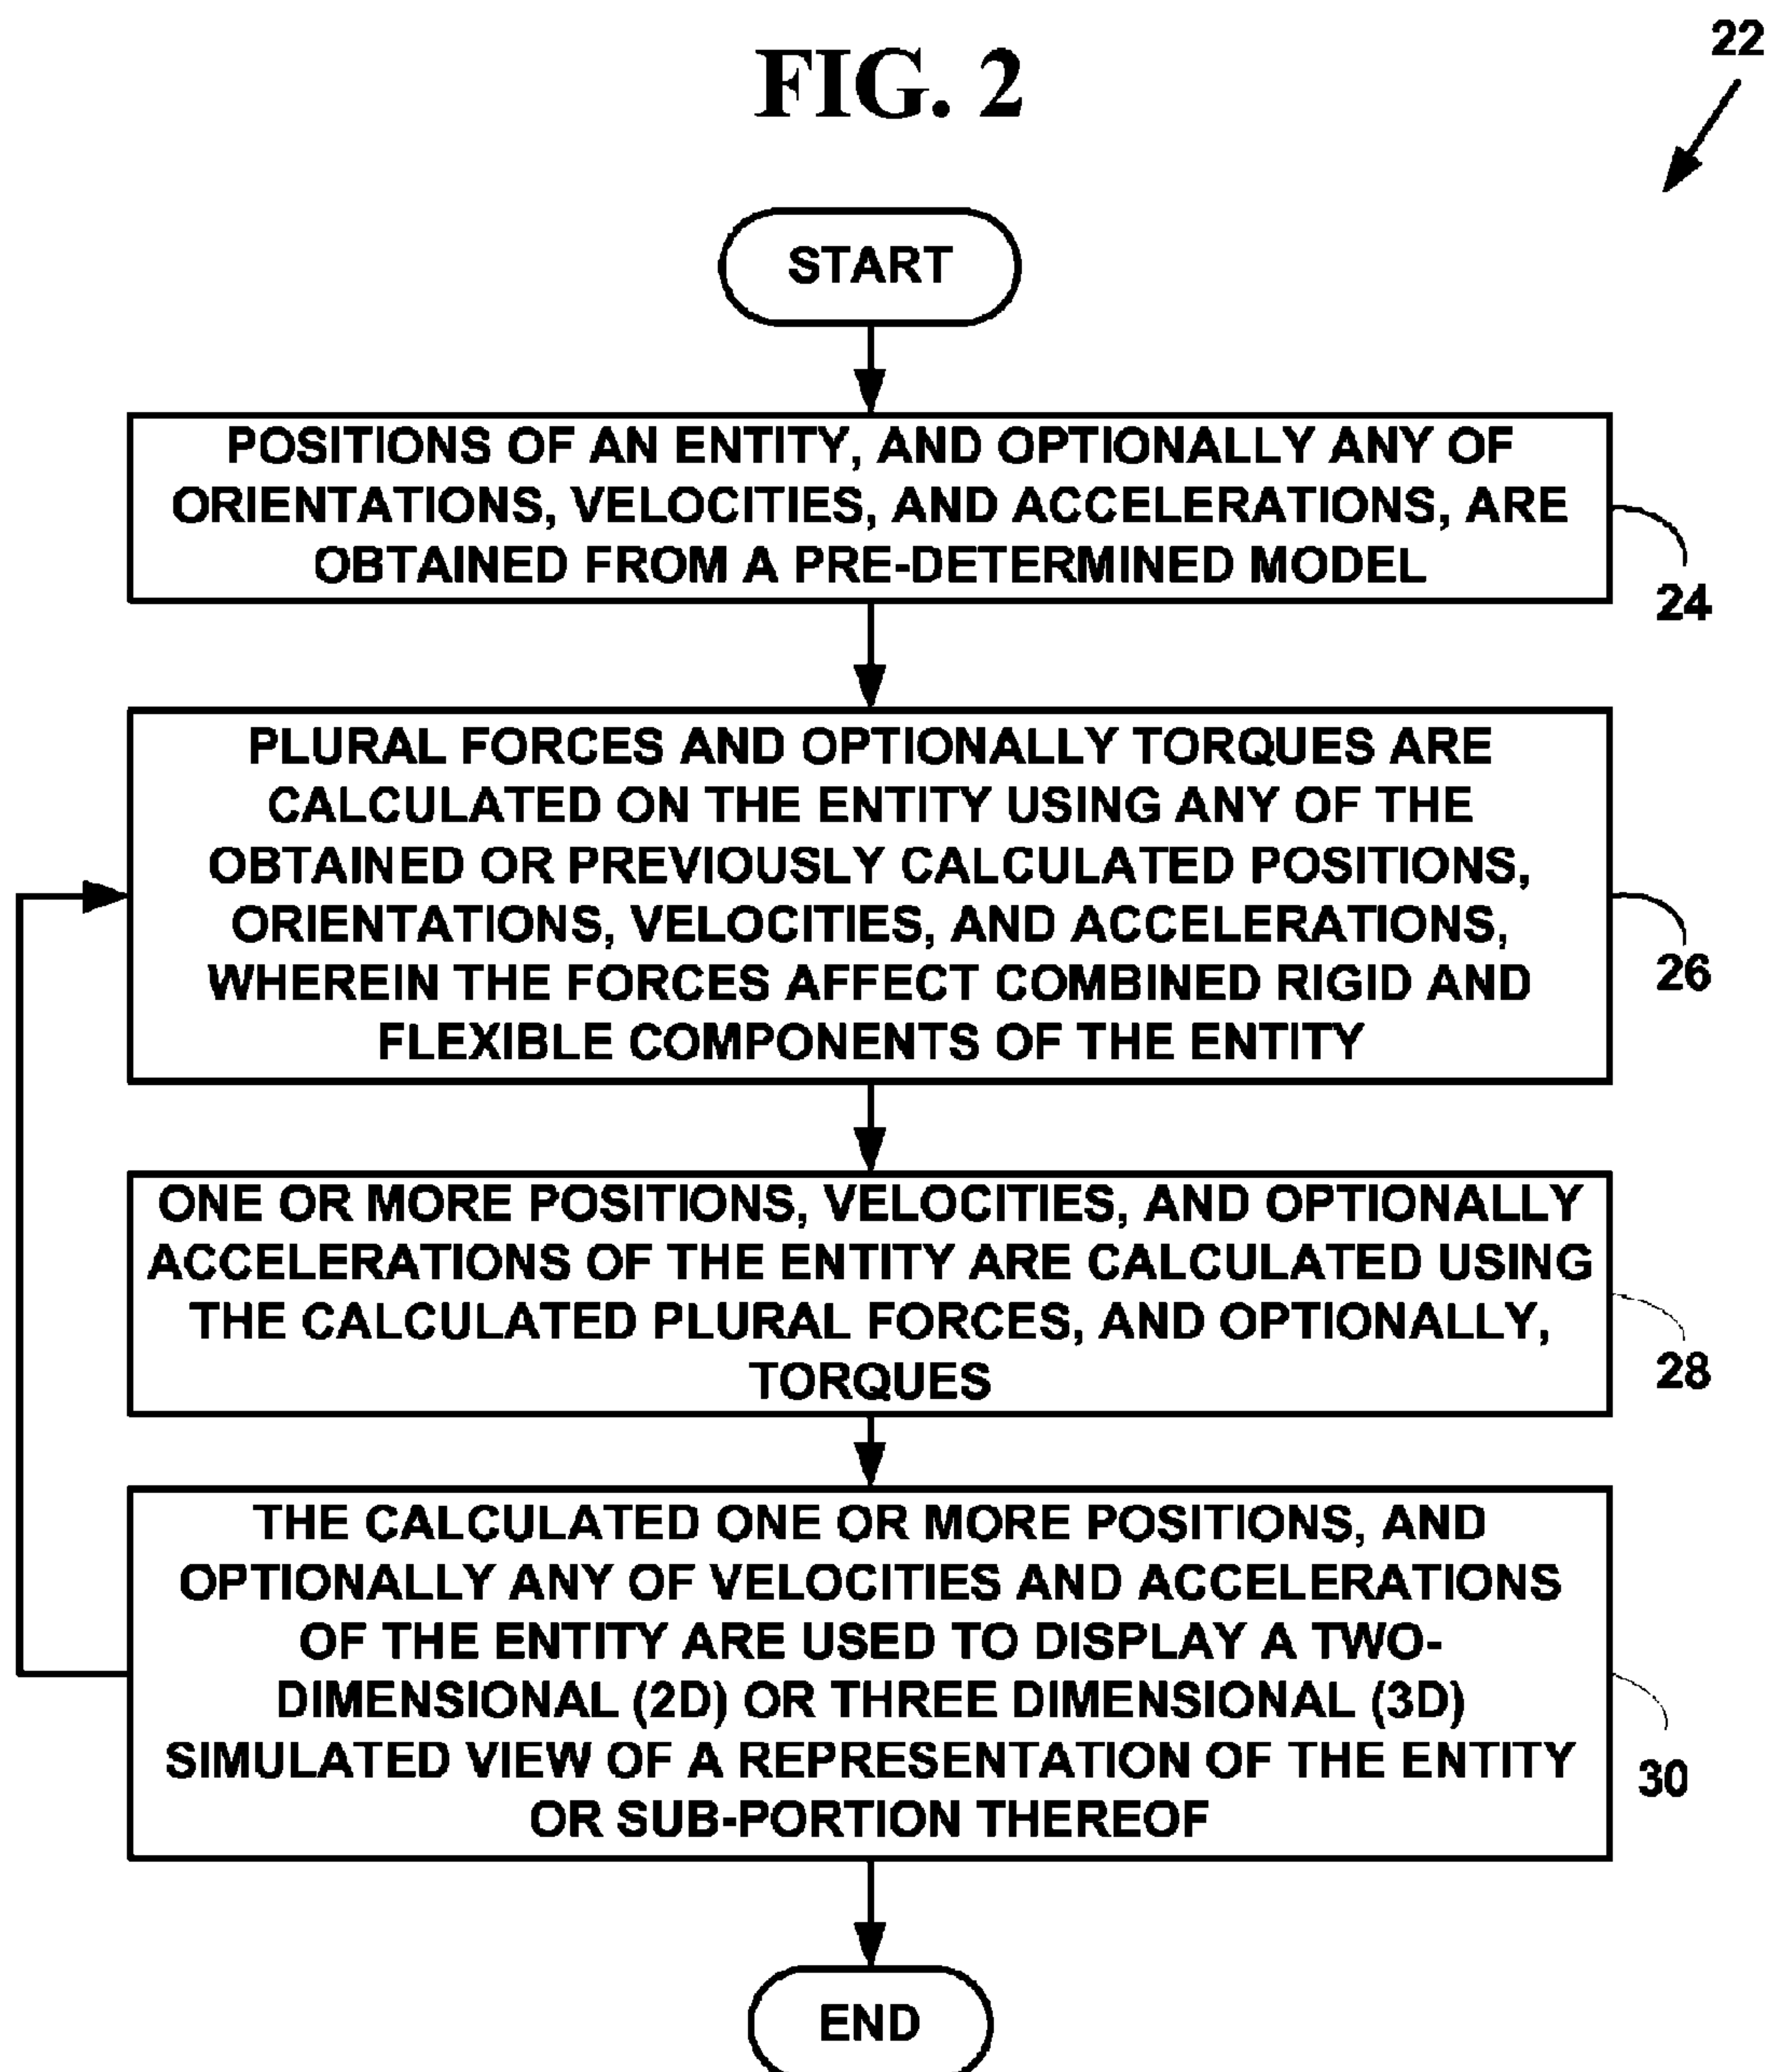 22
FIG. 2
START
POSITIONS OF AN ENTITY, AND OPTIONALLY ANY OF
ORIENTATIONS, VELOCITIES, AND ACCELERATIONS, ARE
OBTAINED FROM A PRE-DETERMINED MODEL
24
PLURAL FORCES AND OPTIONALLY TORQUES ARE
CALCULATED ON THE ENTITY USING ANY OF THE
OBTAINED OR PREVIOUSLY CALCULATED POSITIONS,
ORIENTATIONS, VELOCITIES, AND ACCELERATIONS,
WHEREIN THE FORCES AFFECT COMBINED RIGID AND
FLEXIBLE COMPONENTS OF THE ENTITY
26
ONE OR MORE POSITIONS, VELOCITIES, AND OPTIONALLY
ACCELERATIONS OF THE ENTITY ARE CALCULATED USING
THE CALCULATED PLURAL FORCES, AND OPTIONALLY,
TORQUES
28
THE CALCULATED ONE OR MORE POSITIONS, AND
OPTIONALLY ANY OF VELOCITIES AND ACCELERATIONS
OF THE ENTITY ARE USED TO DISPLAY A TWO-
DIMENSIONAL (2D) OR THREE DIMENSIONAL (3D)
SIMULATED VIEW OF A REPRESENTATION OF THE ENTITY
OR SUB-PORTION THEREOF
30
END